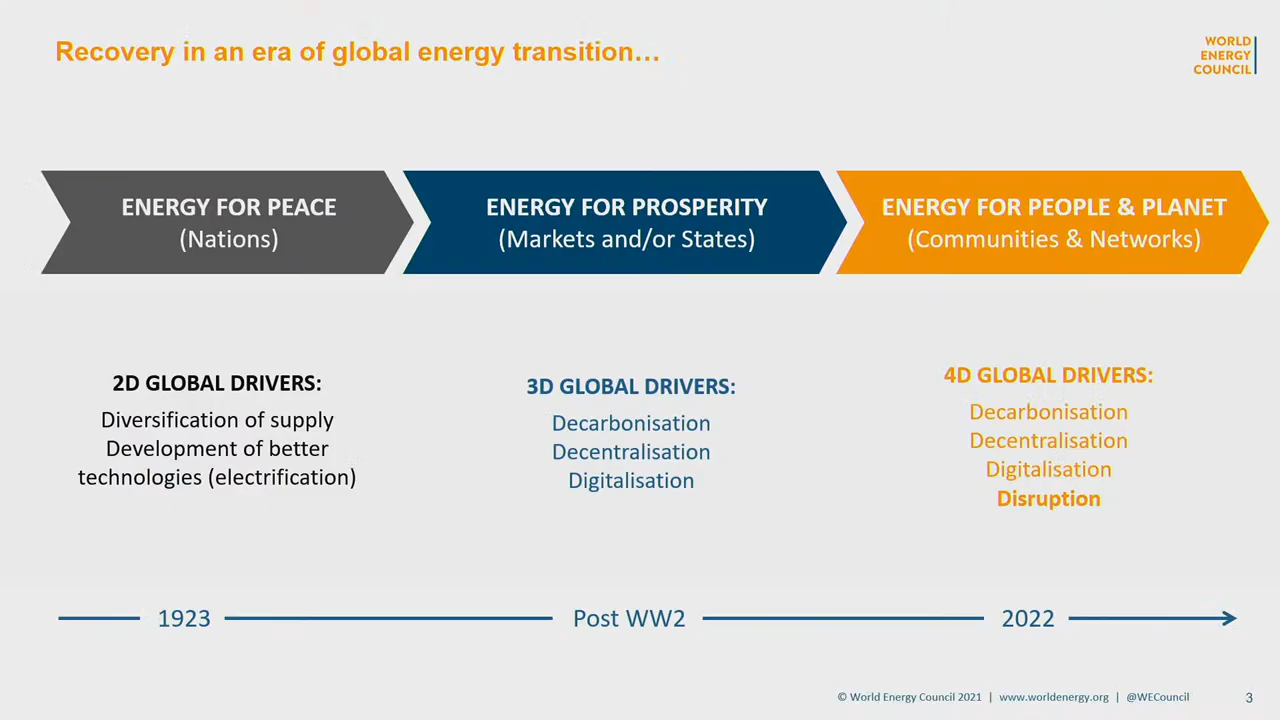 Recovery in an era of global energy transition…
WORLD
ENERGY
COUNCIL
ENERGY FOR PEACE
(Nations)
ENERGY FOR PROSPERITY
(Markets and/or States)
ENERGY FOR PEOPLE & PLANET
(Communities & Networks)
2D GLOBAL DRIVERS:
Diversification of supply
Development of better
technologies (electrification)
3D GLOBAL DRIVERS:
Decarbonisation
Decentralisation
Digitalisation
4D GLOBAL DRIVERS:
Decarbonisation
Decentralisation
Digitalisation
Disruption
1923
Post WW2
2022
© World Energy Council 2021 | www.worldenergy.org | @WECouncil
3